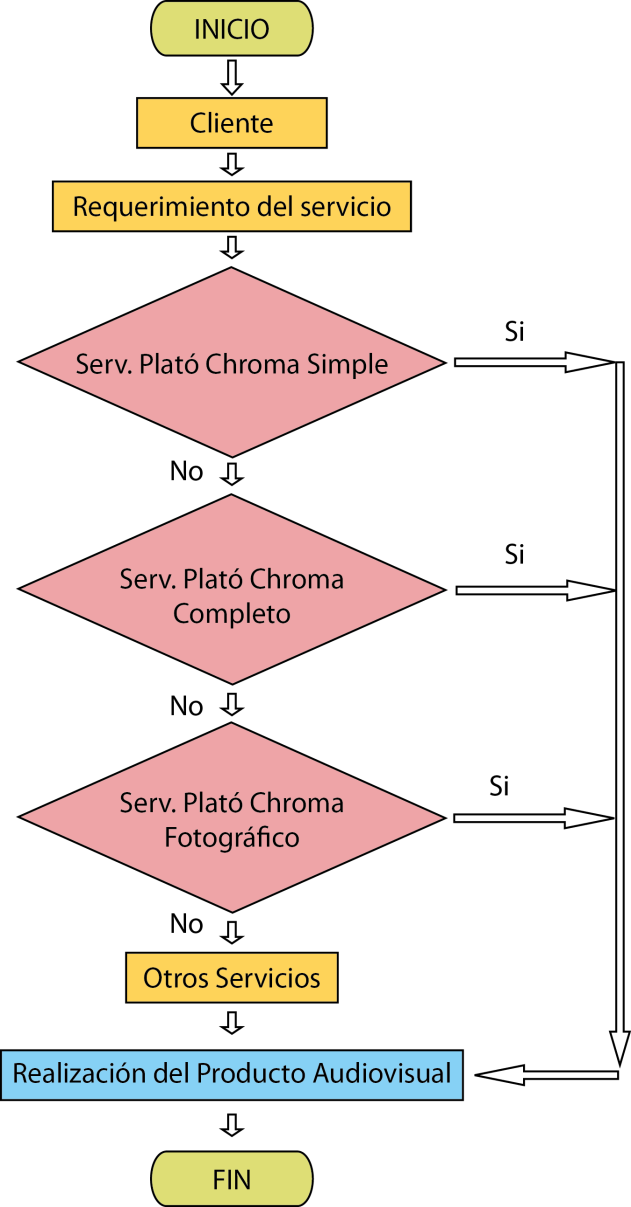 INICIO
Cliente
Requerimiento del servicio
Serv. Plató Chroma Simple
Si
No
Serv. Plató Chroma
Completo
Si
No
Serv. Plató Chroma
Fotográfico
Si
No
Otros Servicios
Realización del Producto Audiovisual
FIN